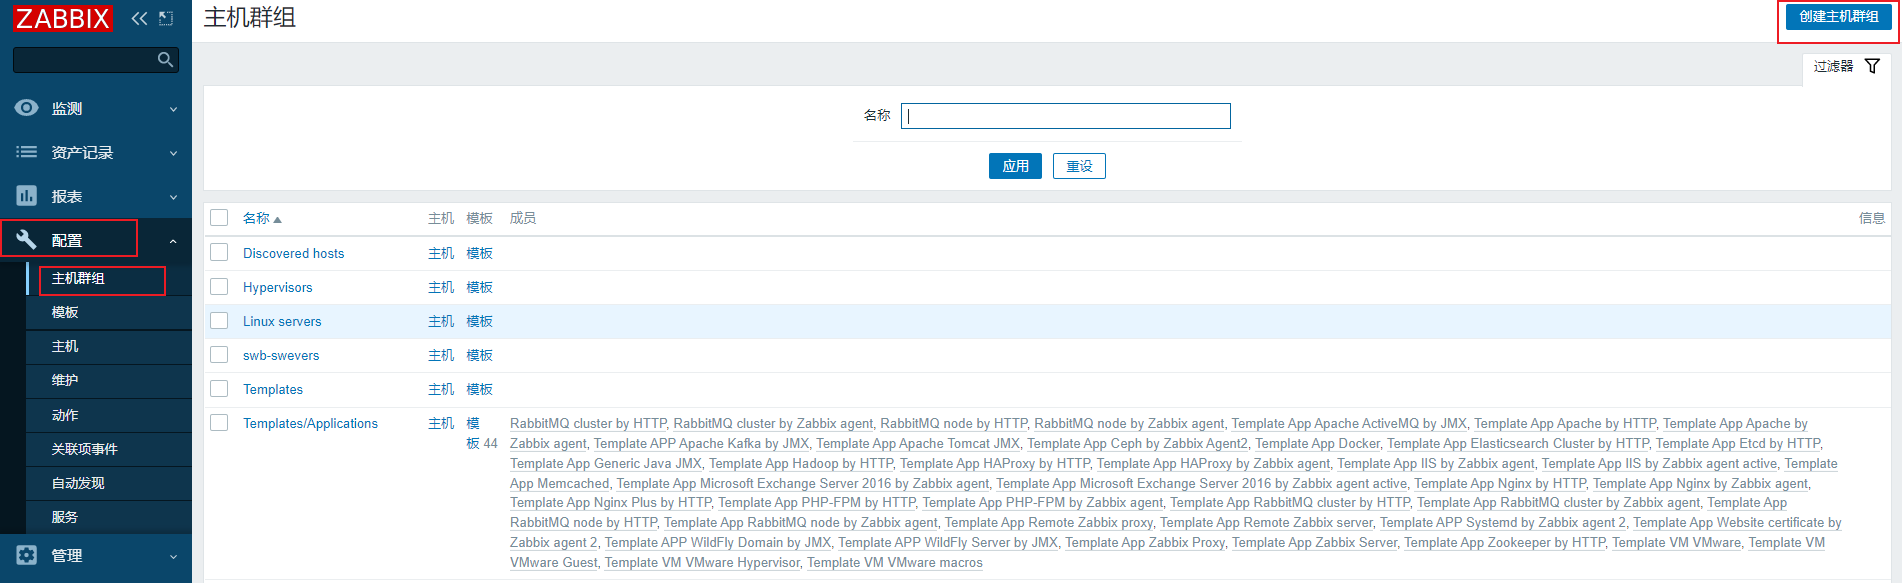 ZABBIX
主机群组
创建主机群组
过滤器
监测
资产记录
报表
配置
主机群组
模板
主机
维护
动作
关联项事件
自动发现
服务
管理
名称
应用 重设
名称 主机 模板 成员 信息
Discovered hosts 主机 模板
Hypervisors 主机 模板
Linux servers 主机 模板
swb-swevers 主机 模板
Templates 主机 模板
Templates/Applications 主机 模板 44
RabbitMQ cluster by HTTP, RabbitMQ cluster by Zabbix agent, RabbitMQ node by HTTP, RabbitMQ node by Zabbix agent, Template App Apache ActiveMQ by JMX, Template App Apache by HTTP, Template App Apache by
Zabbix agent, Template APP Apache Kafka by JMX, Template App Apache Tomcat JMX, Template App Ceph by Zabbix Agent2, Template App Docker, Template App Elasticsearch Cluster by HTTP, Template App Etcd by HTTP,
Template App Generic Java JMX, Template App Hadoop by HTTP, Template App HAProxy by HTTP, Template App HAProxy by Zabbix agent, Template App IIS by Zabbix agent, Template App IIS by Zabbix agent active, Template
App Memcached, Template App Microsoft Exchange Server 2016 by Zabbix agent, Template App Microsoft Exchange Server 2016 by Zabbix agent active, Template App Nginx by HTTP, Template App Nginx by Zabbix agent,
Template App Nginx Plus by HTTP, Template App PHP-FPM by HTTP, Template App PHP-FPM by Zabbix agent, Template App RabbitMQ cluster by HTTP, Template App RabbitMQ cluster by Zabbix agent, Template App
RabbitMQ node by HTTP, Template App RabbitMQ node by Zabbix agent, Template App Remote Zabbix proxy, Template App Remote Zabbix server, Template APP Systemd by Zabbix agent 2, Template App Website certificate by
Zabbix agent 2, Template APP WildFly Domain by JMX, Template APP WildFly Server by JMX, Template App Zabbix Proxy, Template App Zabbix Server, Template App Zookeeper by HTTP, Template VM VMware, Template VM
VMware Guest, Template VM VMware Hypervisor, Template VM VMware macros